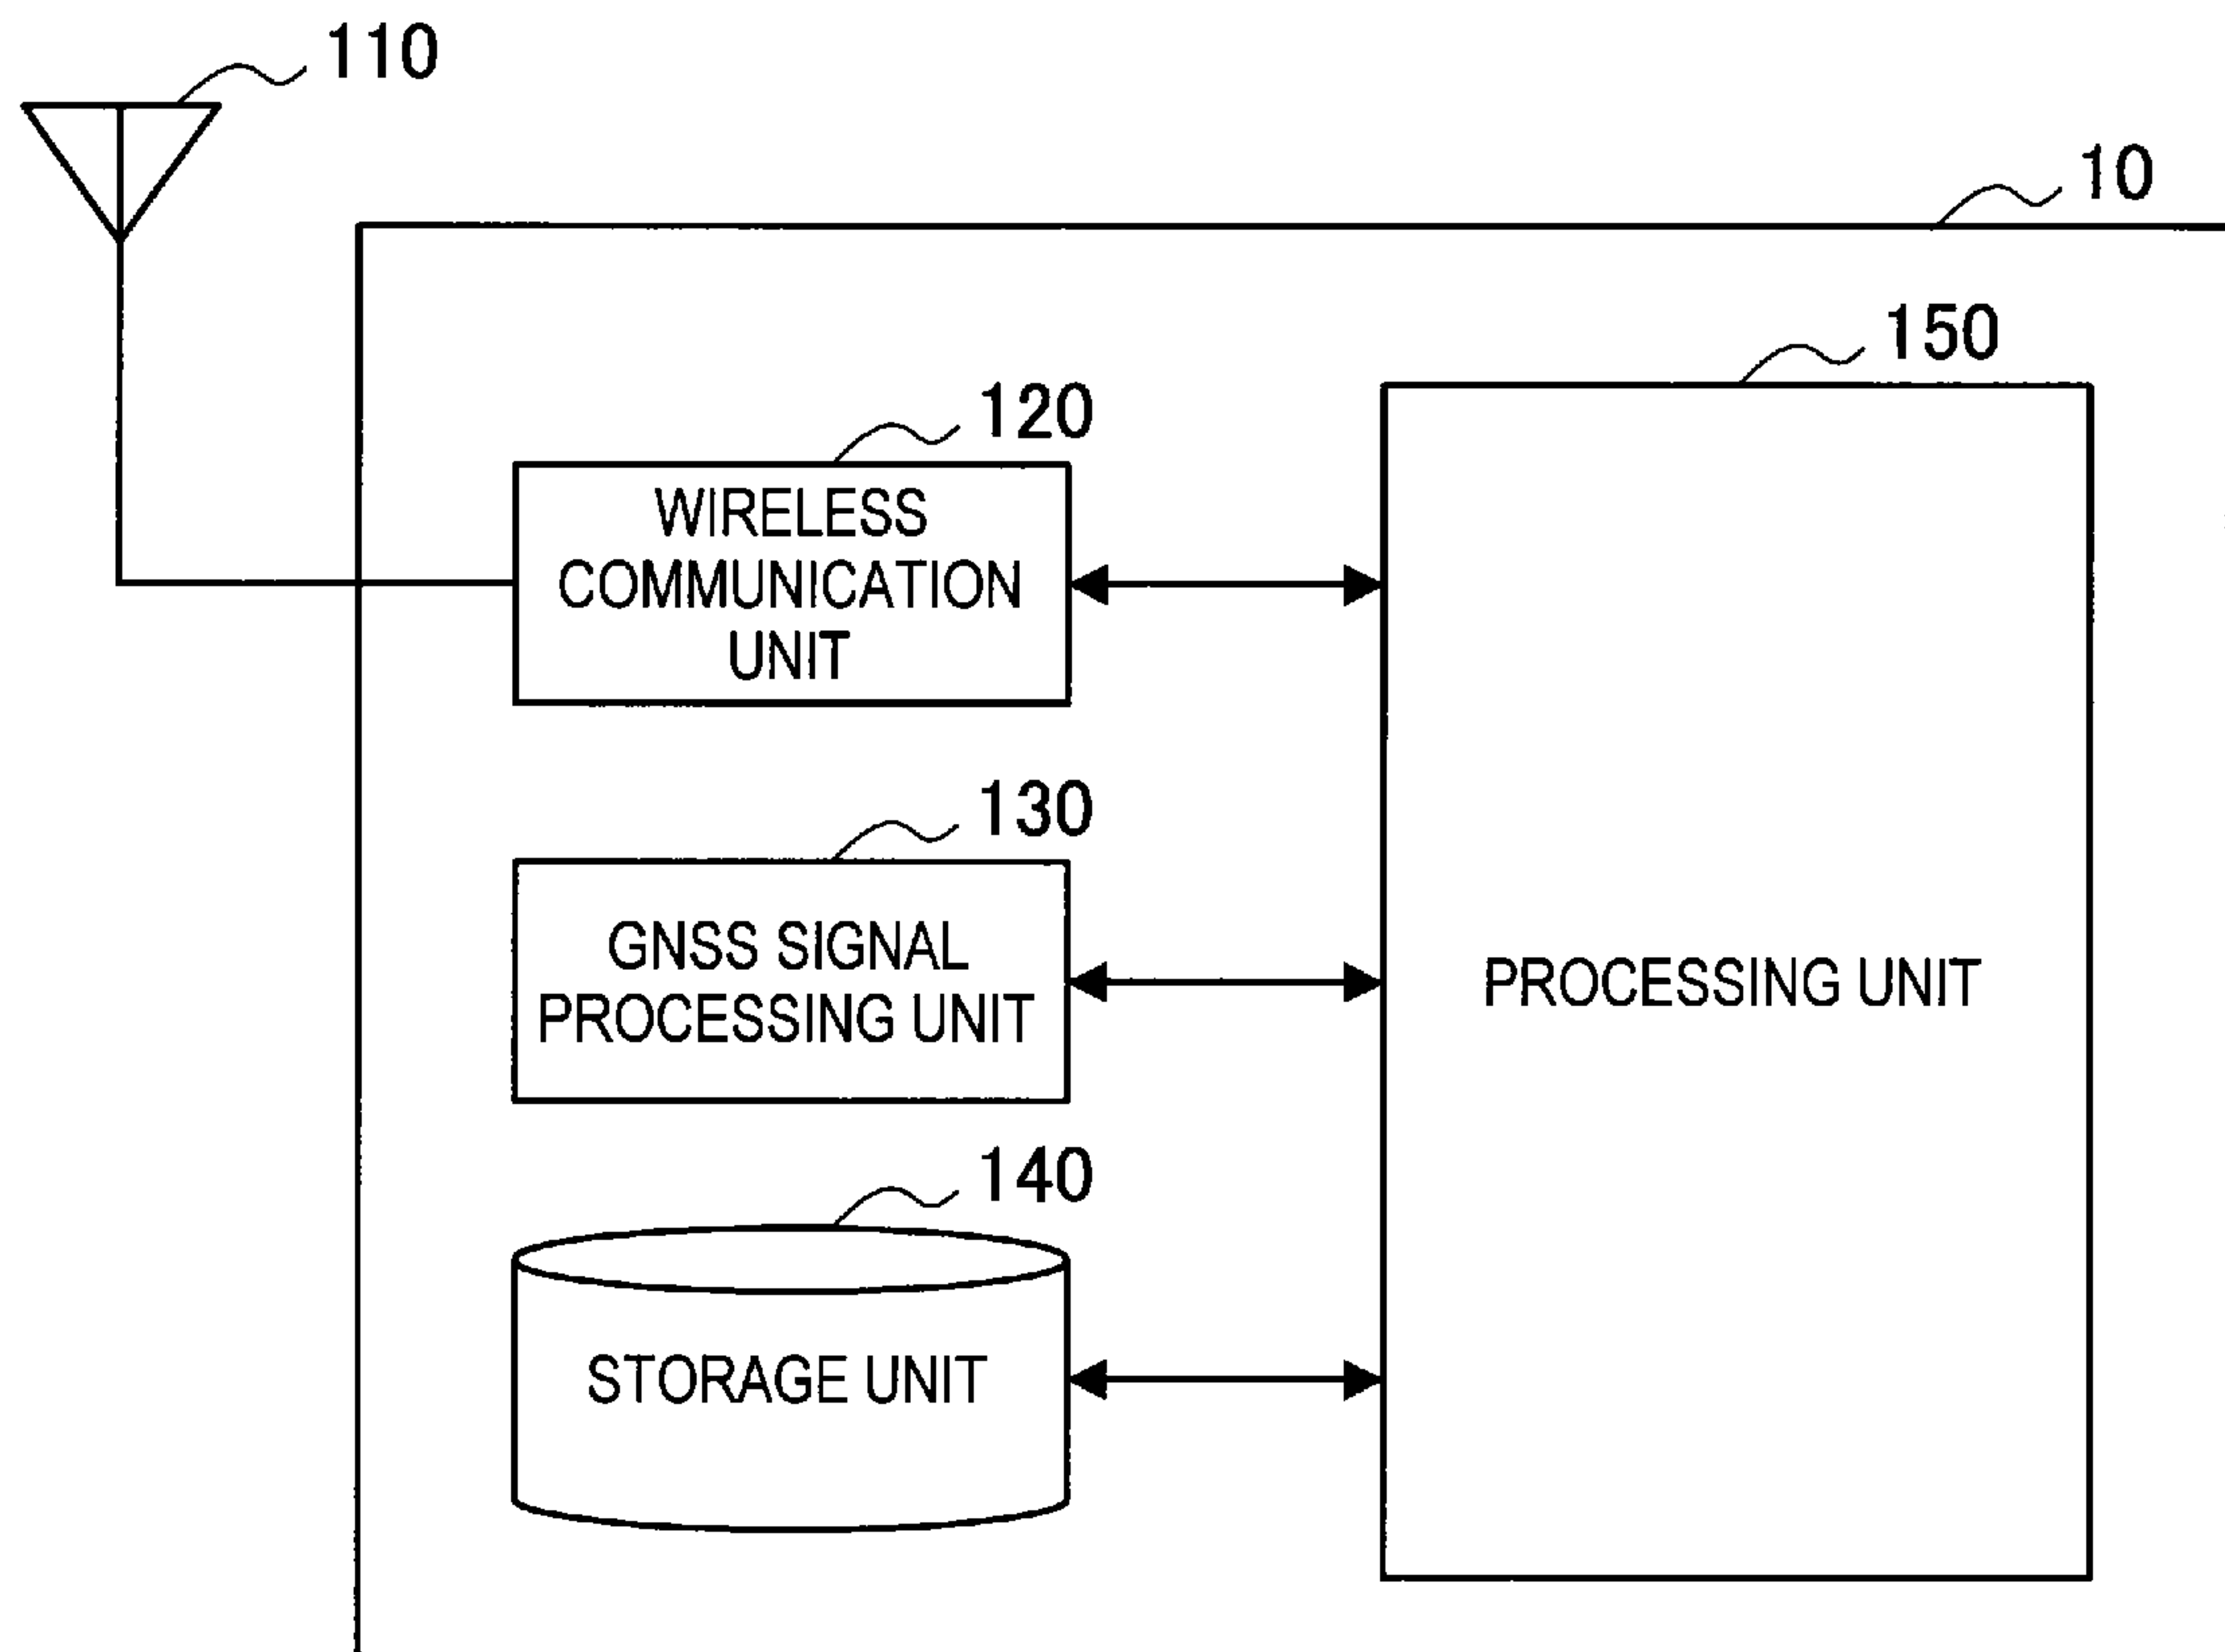 110
10
150
120
WIRELESS
COMMUNICATION
UNIT
130
GNSS SIGNAL
PROCESSING UNIT
PROCESSING UNIT
140
STORAGE UNIT